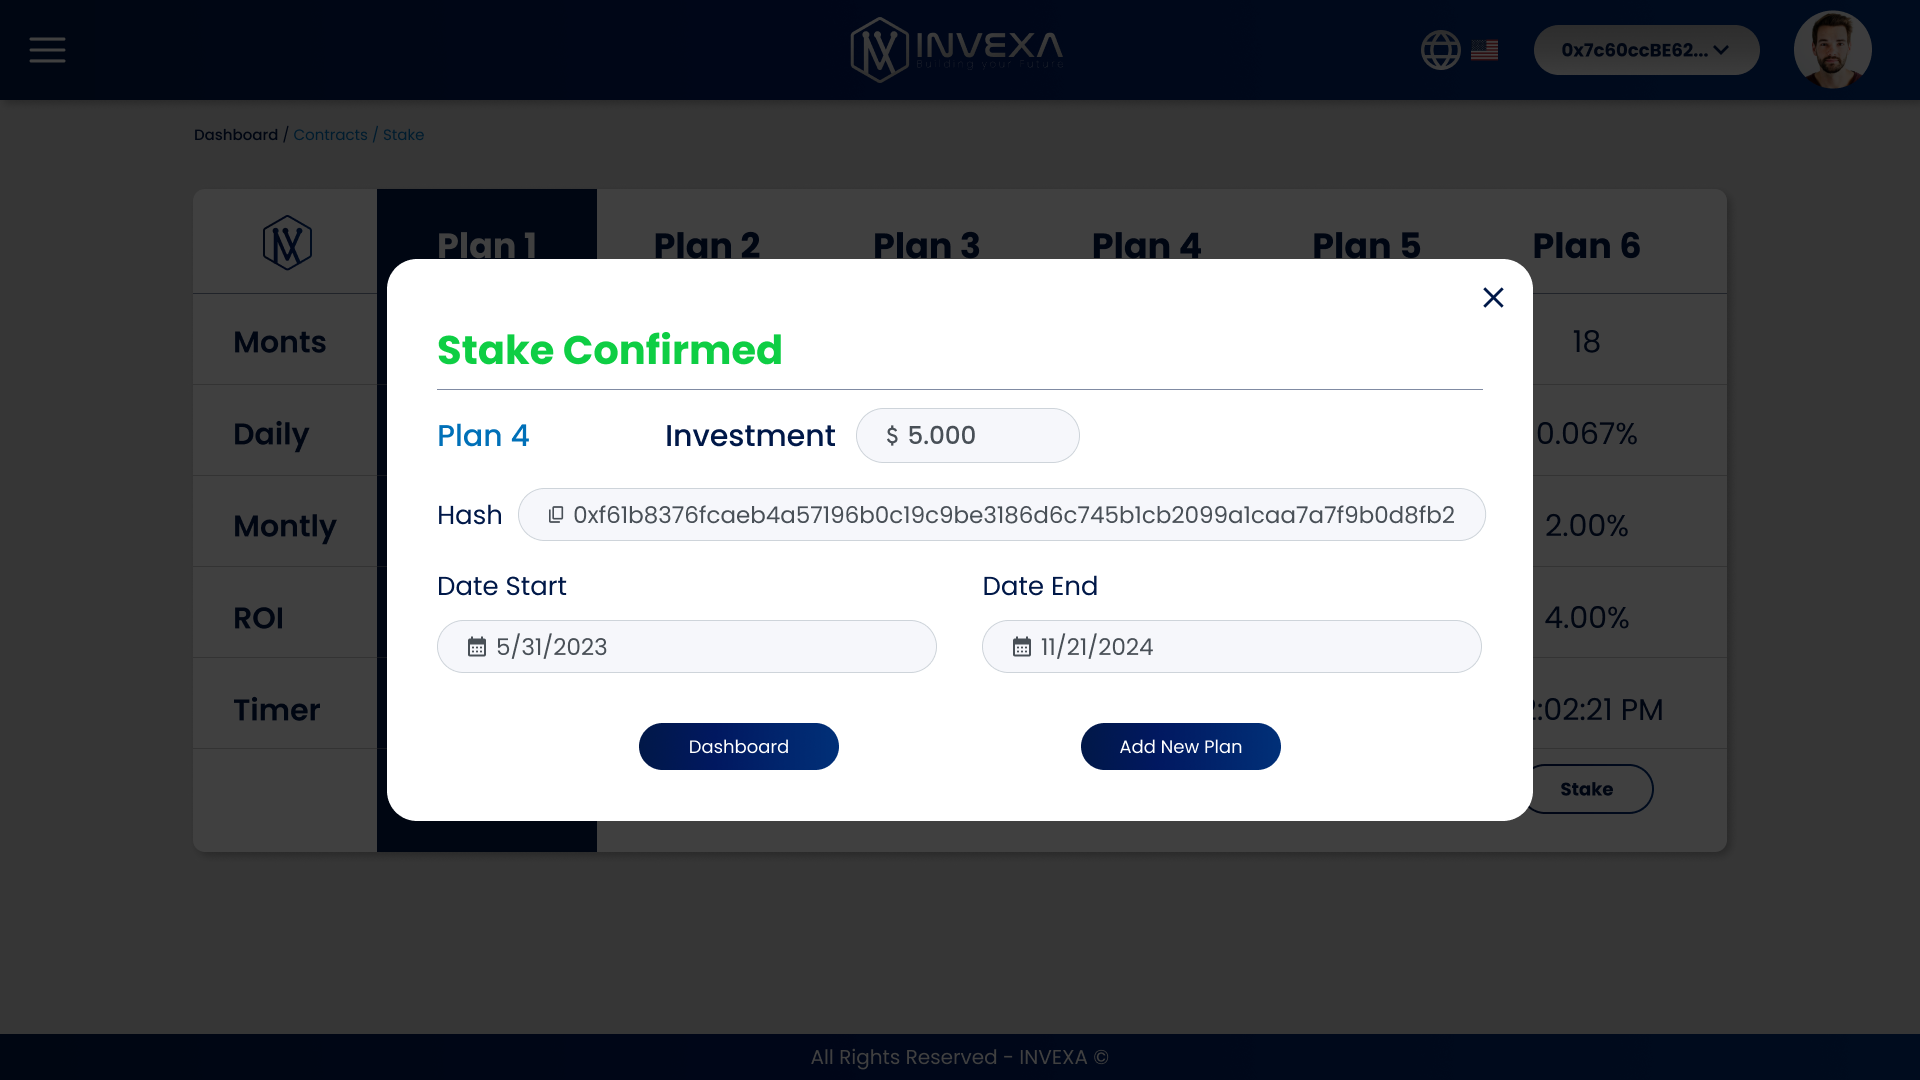 INVEXA
Building your Future
0x7c60ccBE62...
Dashboard / Contracts / Stake
Plan 1 Plan 2 Plan 3 Plan 4 Plan 5 Plan 6
Monts 18
Daily 0.067%
Montly 2.00%
ROI 4.00%
Timer :02:21 PM
Stake
Stake Confirmed
Plan 4 Investment $ 5.000
Hash 0xf61b8376fcaeb4a57196b0c19c9be3186d6c745b1cb2099a1caa7a7f9b0d8fb2
Date Start Date End
5/31/2023 11/21/2024
Dashboard Add New Plan
All Rights Reserved - INVEXA ©